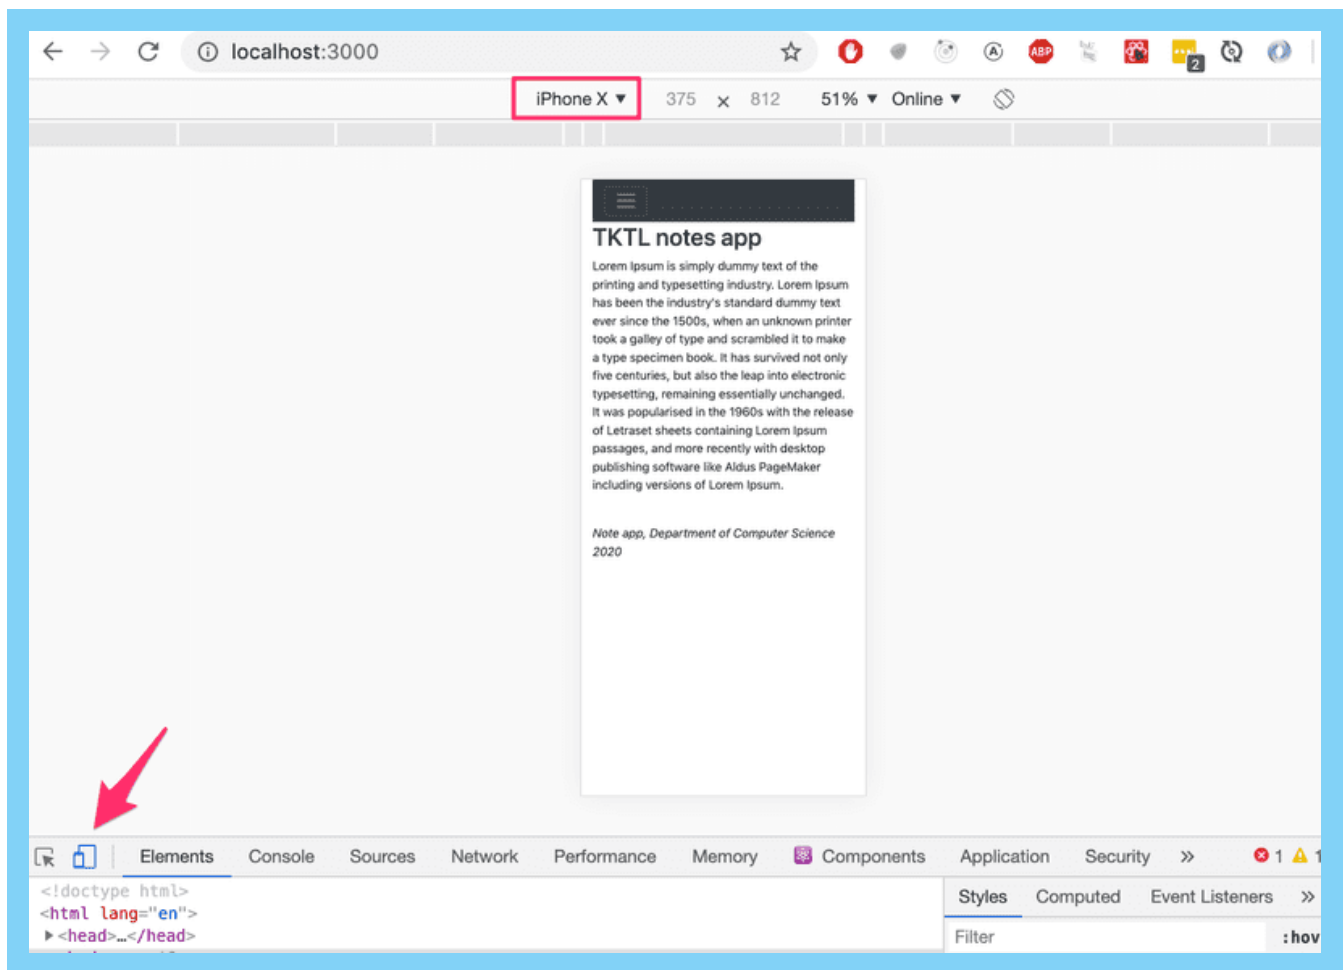 localhost:3000
ABP
2
iPhone X ▼ 375 × 812 51% ▼ Online ▼
TKTL notes app
Lorem Ipsum is simply dummy text of the
printing and typesetting industry. Lorem Ipsum
has been the industry's standard dummy text
ever since the 1500s, when an unknown printer
took a galley of type and scrambled it to make
a type specimen book. It has survived not only
five centuries, but also the leap into electronic
typesetting, remaining essentially unchanged.
It was popularised in the 1960s with the release
of Letraset sheets containing Lorem Ipsum
passages, and more recently with desktop
publishing software like Aldus PageMaker
including versions of Lorem Ipsum.
Note app, Department of Computer Science
2020
Elements Console Sources Network Performance Memory Components Application Security » 1 1
<!doctype html>
<html lang="en">
▶<head>…</head>
Styles Computed Event Listeners »
Filter :hov